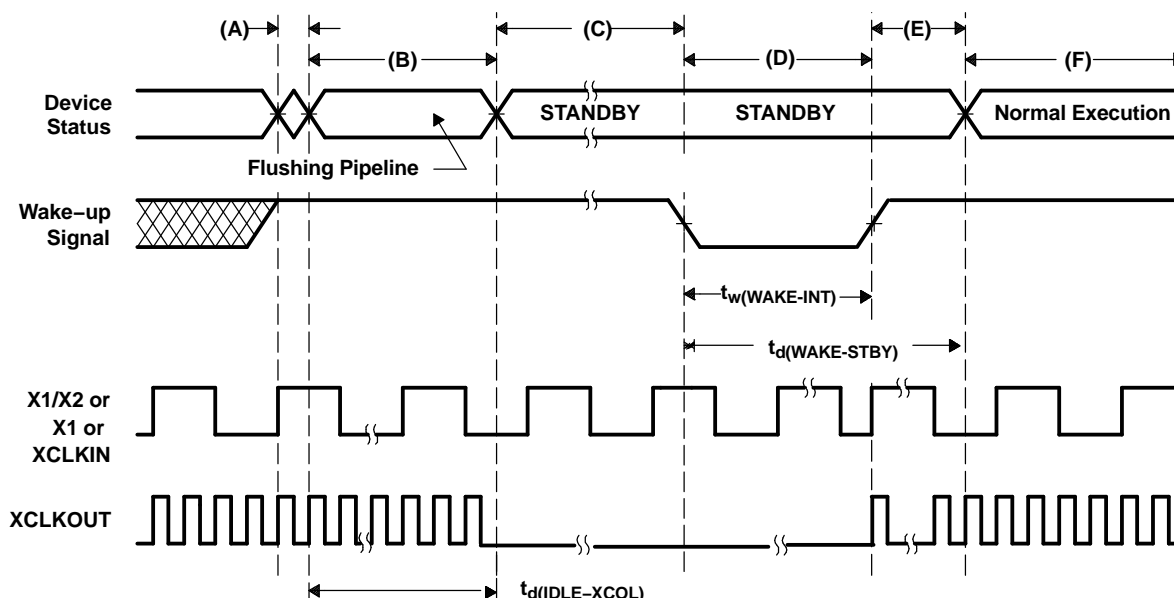 (A)
(C)
(E)
(B)
(D)
(F)
Device
Status
STANDBY
STANDBY
Normal Execution
Flushing Pipeline
Wake−up
Signal
tw(WAKE-INT)
td(WAKE-STBY)
X1/X2 or
X1 or
XCLKIN
XCLKOUT
td(IDLE−XCOL)